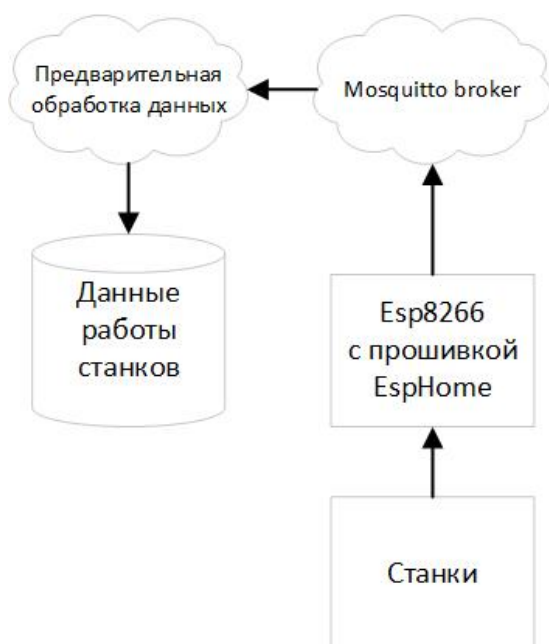 Предварительная
обработка данных
Mosquitto broker
Данные
работы
станков
Esp8266
с прошивкой
EspHome
Станки